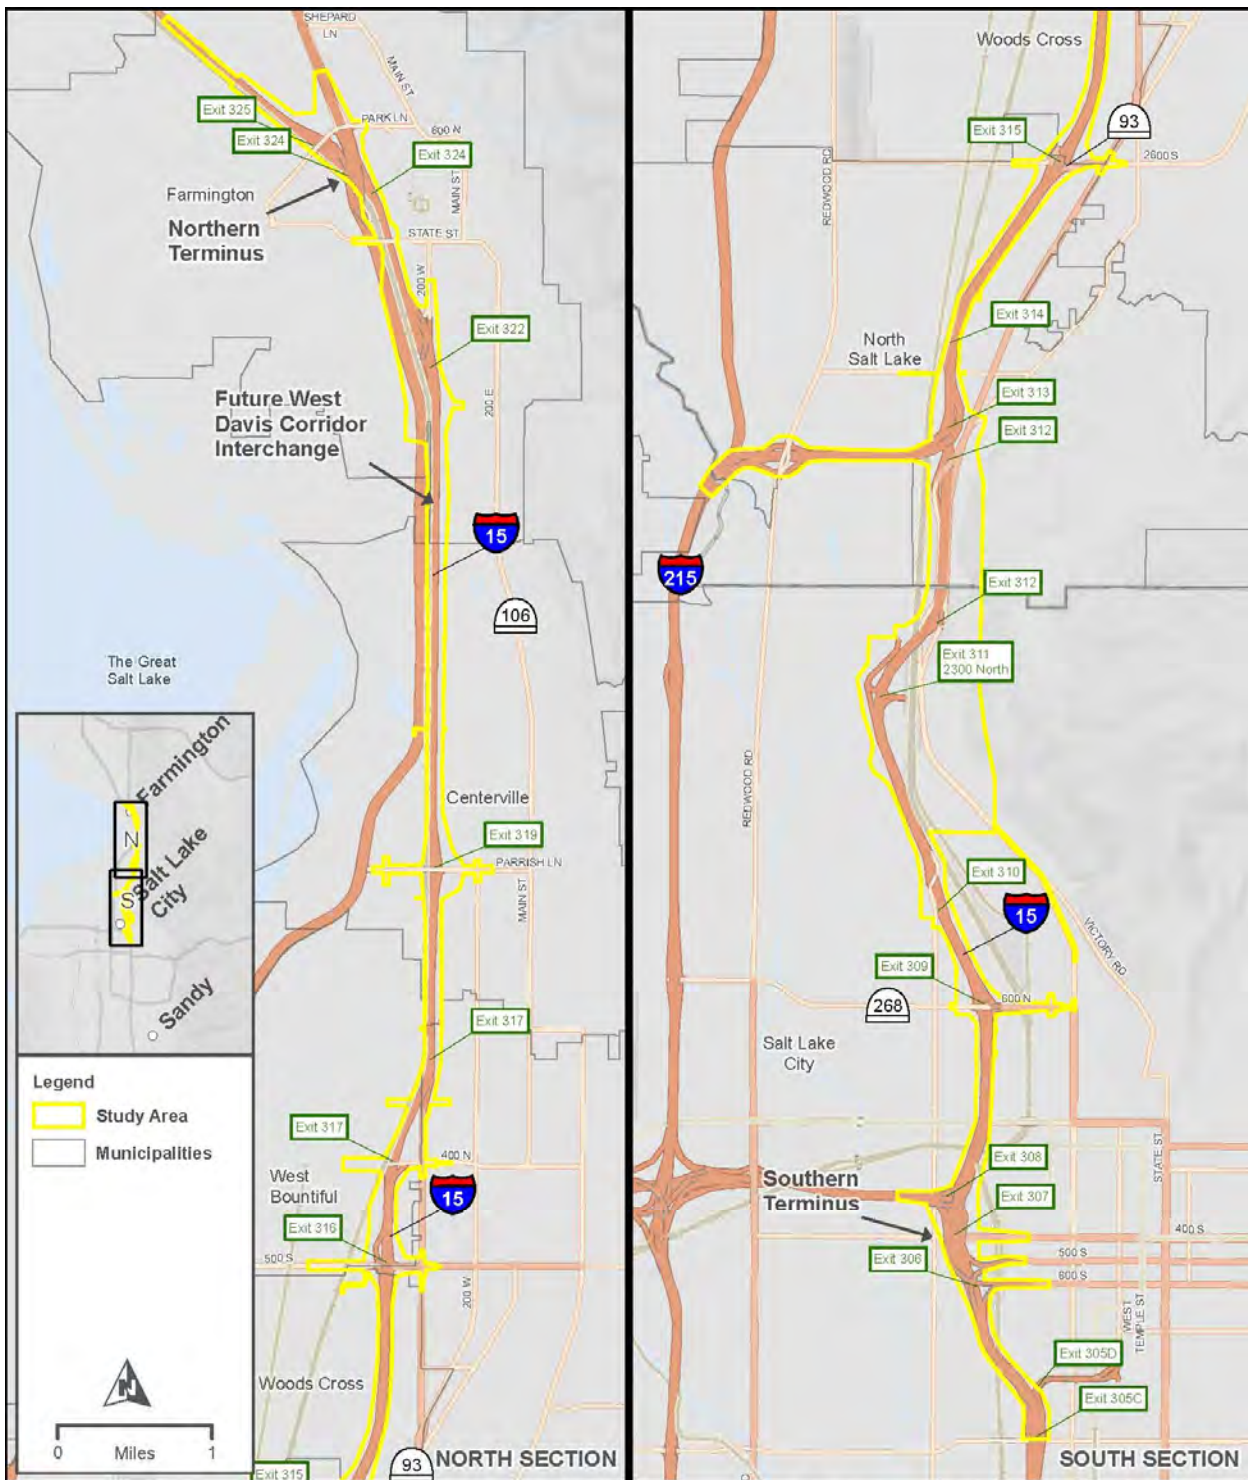 SHEPARD
LN
MAIN ST
Exit 325
PARK LN
Exit 324
600 N
Exit 324
Farmington
MAIN ST
Northern
Terminus
STATE ST
200 W
Exit 322
Future West
Davis Corridor
Interchange
200 E
15
106
The Great
Salt Lake
Farmington
N
Salt Lake
City
S
Sandy
Centerville
Exit 319
PARRISH LN
MAIN ST
Exit 317
Legend
Study Area
Municipalities
Exit 317
400 N
West
Bountiful
15
Exit 316
500 S
200 W
Woods Cross
N
0
1
Miles
93
Exit 315
NORTH SECTION
Woods Cross
93
Exit 315
2600 S
REDWOOD RD
Exit 314
North
Salt Lake
Exit 313
Exit 312
215
Exit 312
Exit 311
2300 North
REDWOOD RD
Exit 310
15
VICTORY RD
Exit 309
600 N
268
Salt Lake
City
STATE ST
Exit 308
Southern
Terminus
Exit 307
400 S
Exit 306
500 S
600 S
WEST
TEMPLE ST
Exit 305D
Exit 305C
SOUTH SECTION